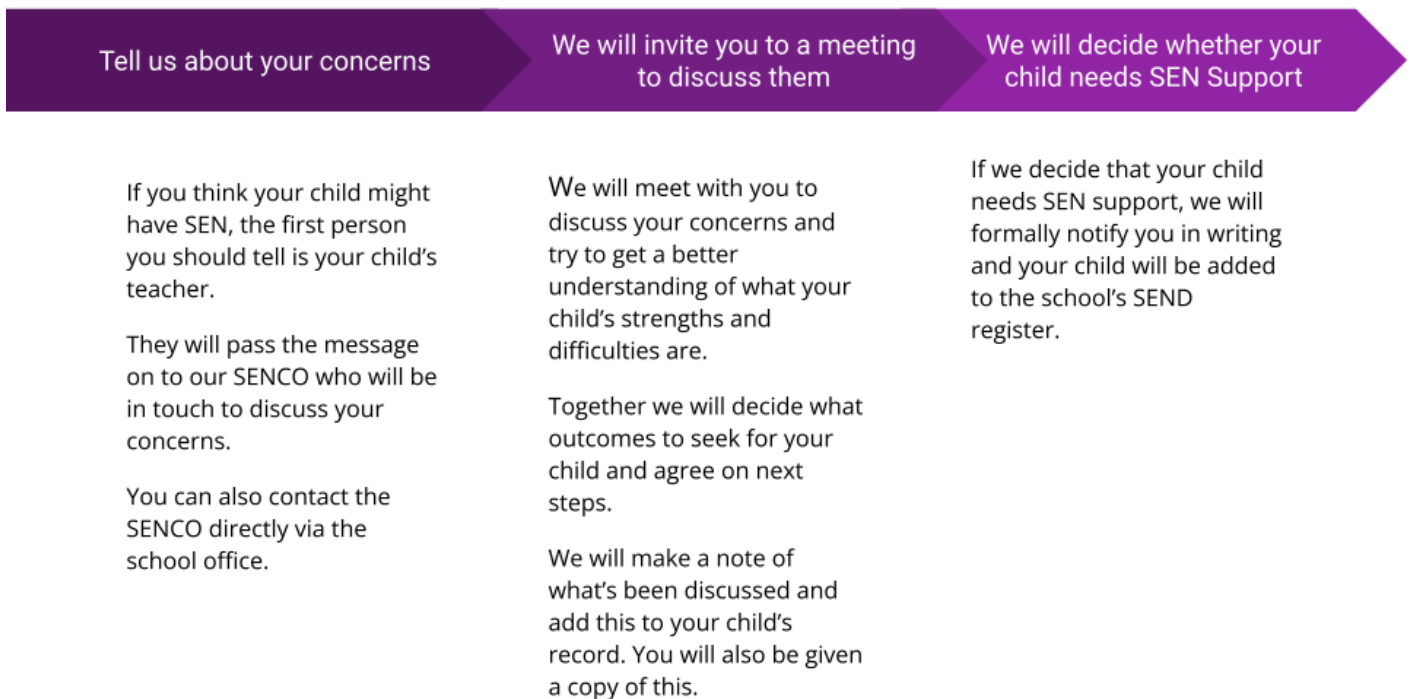 Tell us about your concerns
We will invite you to a meeting
to discuss them
We will decide whether your
child needs SEN Support
If you think your child might
have SEN, the first person
you should tell is your child’s
teacher.
They will pass the message
on to our SENCO who will be
in touch to discuss your
concerns.
You can also contact the
SENCO directly via the
school office.
We will meet with you to
discuss your concerns and
try to get a better
understanding of what your
child’s strengths and
difficulties are.
Together we will decide what
outcomes to seek for your
child and agree on next
steps.
We will make a note of
what’s been discussed and
add this to your child’s
record. You will also be given
a copy of this.
If we decide that your child
needs SEN support, we will
formally notify you in writing
and your child will be added
to the school’s SEND
register.